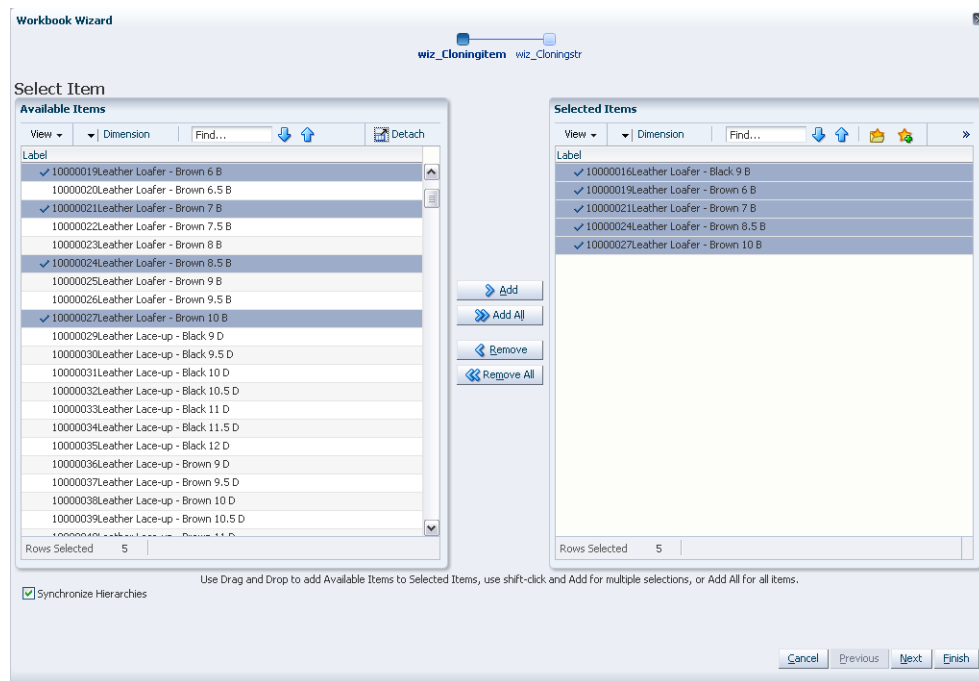 Workbook Wizard
wiz_Cloningitem wiz_Cloningstr
Select Item
Available Items
View Dimension Find... Detach
Label
10000019Leather Loafer - Brown 6 B
10000020Leather Loafer - Brown 6.5 B
10000021Leather Loafer - Brown 7 B
10000022Leather Loafer - Brown 7.5 B
10000023Leather Loafer - Brown 8 B
10000024Leather Loafer - Brown 8.5 B
10000025Leather Loafer - Brown 9 B
10000026Leather Loafer - Brown 9.5 B
10000027Leather Loafer - Brown 10 B
10000029Leather Lace-up - Black 9 D
10000030Leather Lace-up - Black 9.5 D
10000031Leather Lace-up - Black 10 D
10000032Leather Lace-up - Black 10.5 D
10000033Leather Lace-up - Black 11 D
10000034Leather Lace-up - Black 11.5 D
10000035Leather Lace-up - Black 12 D
10000036Leather Lace-up - Brown 9 D
10000037Leather Lace-up - Brown 9.5 D
10000038Leather Lace-up - Brown 10 D
10000039Leather Lace-up - Brown 10.5 D
Rows Selected 5
Add
Add All
Remove
Remove All
Selected Items
View Dimension Find... »
Label
10000016Leather Loafer - Black 9 B
10000019Leather Loafer - Brown 6 B
10000021Leather Loafer - Brown 7 B
10000024Leather Loafer - Brown 8.5 B
10000027Leather Loafer - Brown 10 B
Rows Selected 5
Use Drag and Drop to add Available Items to Selected Items, use shift-click and Add for multiple selections, or Add All for all items.
Synchronize Hierarchies
Cancel Previous Next Finish